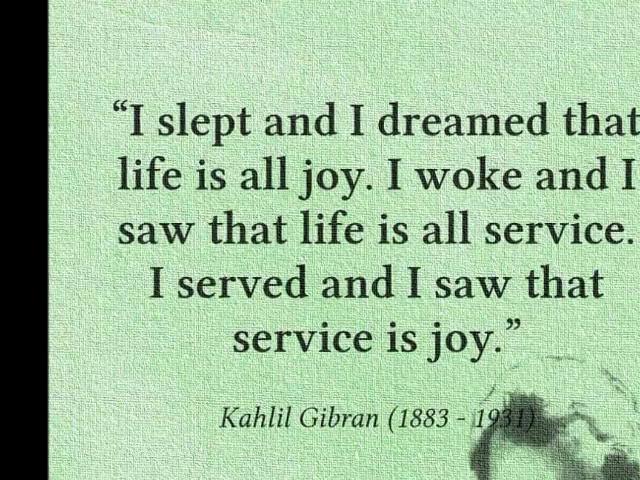 “I slept and I dreamed that
life is all joy. I woke and I
saw that life is all service.
I served and I saw that
service is joy.”
Kahlil Gibran (1883 - 1931)